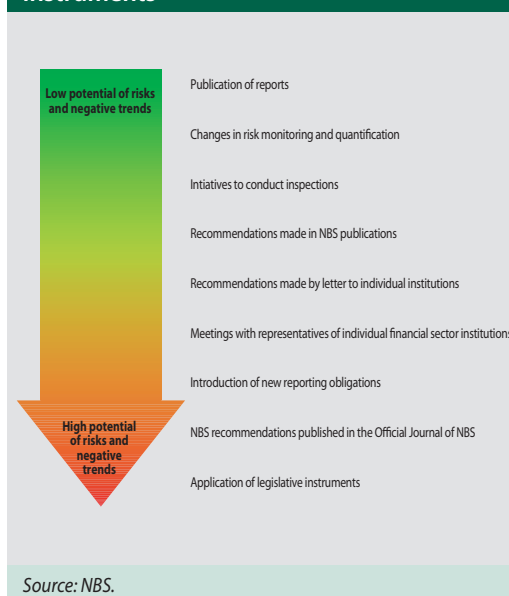 Instruments
Low potential of risks
and negative trends
Publication of reports
Changes in risk monitoring and quantification
Intiatives to conduct inspections
Recommendations made in NBS publications
Recommendations made by letter to individual institutions
Meetings with representatives of individual financial sector institutions
Introduction of new reporting obligations
High potential
of risks and
negative
trends
NBS recommendations published in the Official Journal of NBS
Application of legislative instruments
Source: NBS.